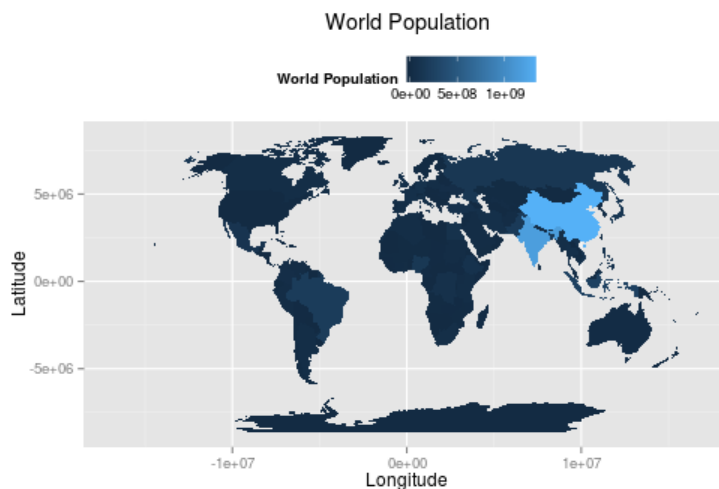 World Population
World Population
0e+00 5e+08 1e+09
5e+06
0e+00
-5e+06
Latitude
-1e+07 0e+00 1e+07
Longitude